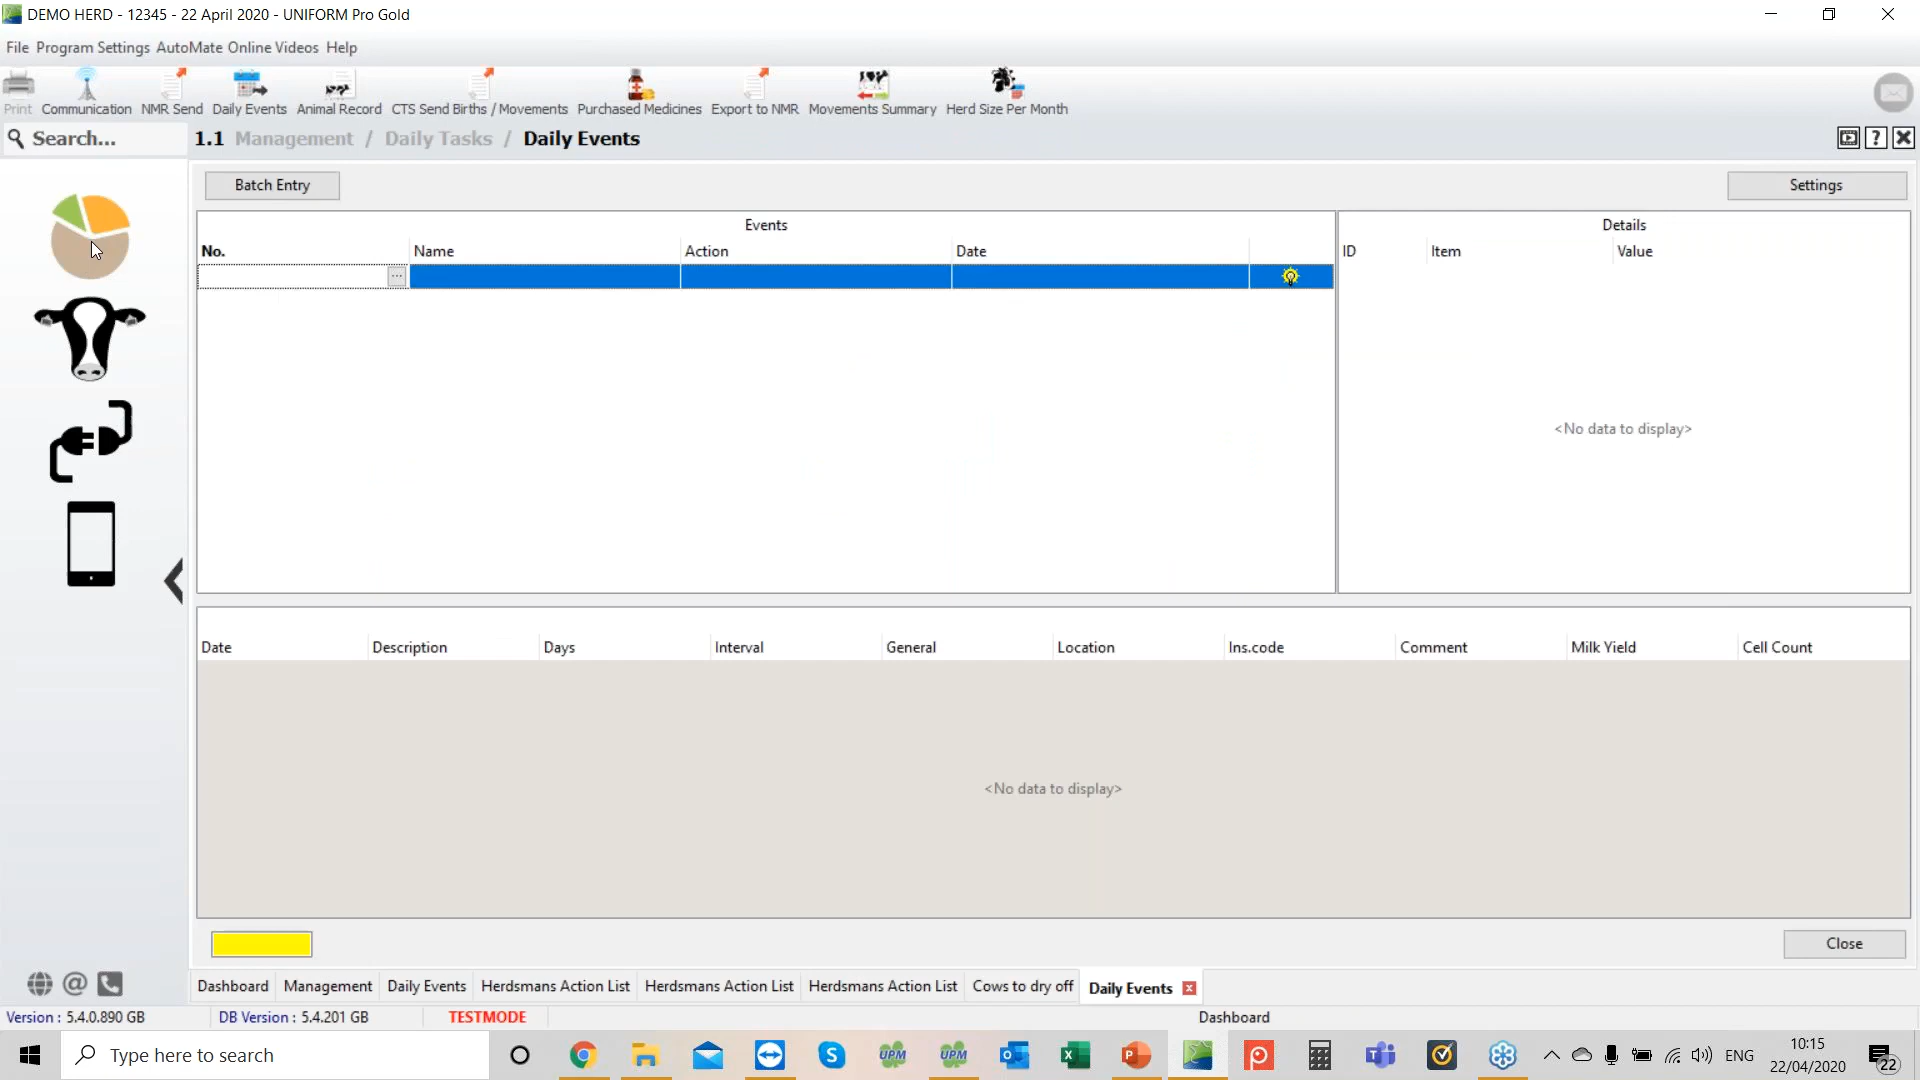 DEMO HERD - 12345 - 22 April 2020 - UNIFORM Pro Gold
File Program Settings AutoMate Online Videos Help
Print Communication NMR Send Daily Events Animal Record CTS Send Births / Movements Purchased Medicines Export to NMR Movements Summary Herd Size Per Month
Search... 1.1 Management / Daily Tasks / Daily Events ?
Batch Entry Settings
Events Details
No. Name Action Date ID Item Value
...
<No data to display>
Date Description Days Interval General Location Ins.code Comment Milk Yield Cell Count
<No data to display>
Close
Dashboard Management Daily Events Herdsmans Action List Herdsmans Action List Herdsmans Action List Cows to dry off Daily Events
Version : 5.4.0.890 GB DB Version : 5.4.201 GB TESTMODE Dashboard
Type here to search UPM UPM ENG 10:15
22/04/2020 22